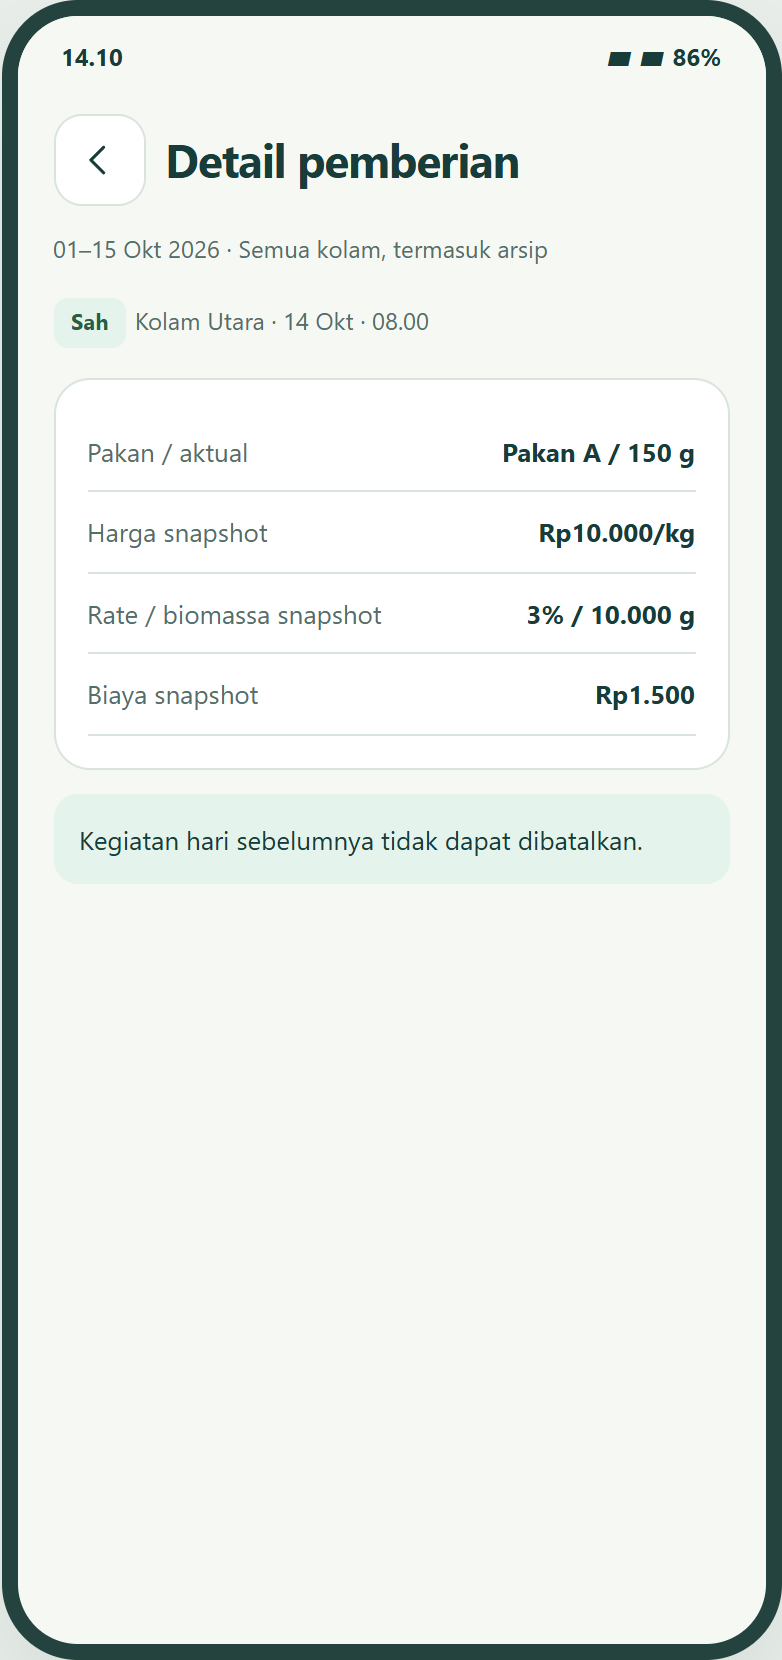 14.10 86%
Detail pemberian
01–15 Okt 2026 · Semua kolam, termasuk arsip
Sah Kolam Utara · 14 Okt · 08.00
Pakan / aktual Pakan A / 150 g
Harga snapshot Rp10.000/kg
Rate / biomassa snapshot 3% / 10.000 g
Biaya snapshot Rp1.500
Kegiatan hari sebelumnya tidak dapat dibatalkan.